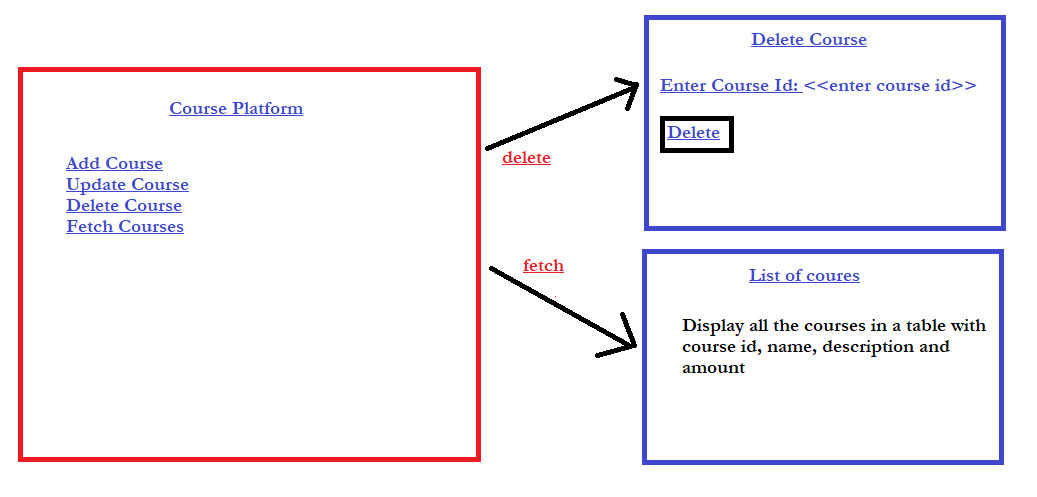 Course Platform
Add Course
Update Course
Delete Course
Fetch Courses
delete
fetch
Delete Course
Enter Course Id: <<enter course id>>
Delete
List of coures
Display all the courses in a table with
course id, name, description and
amount